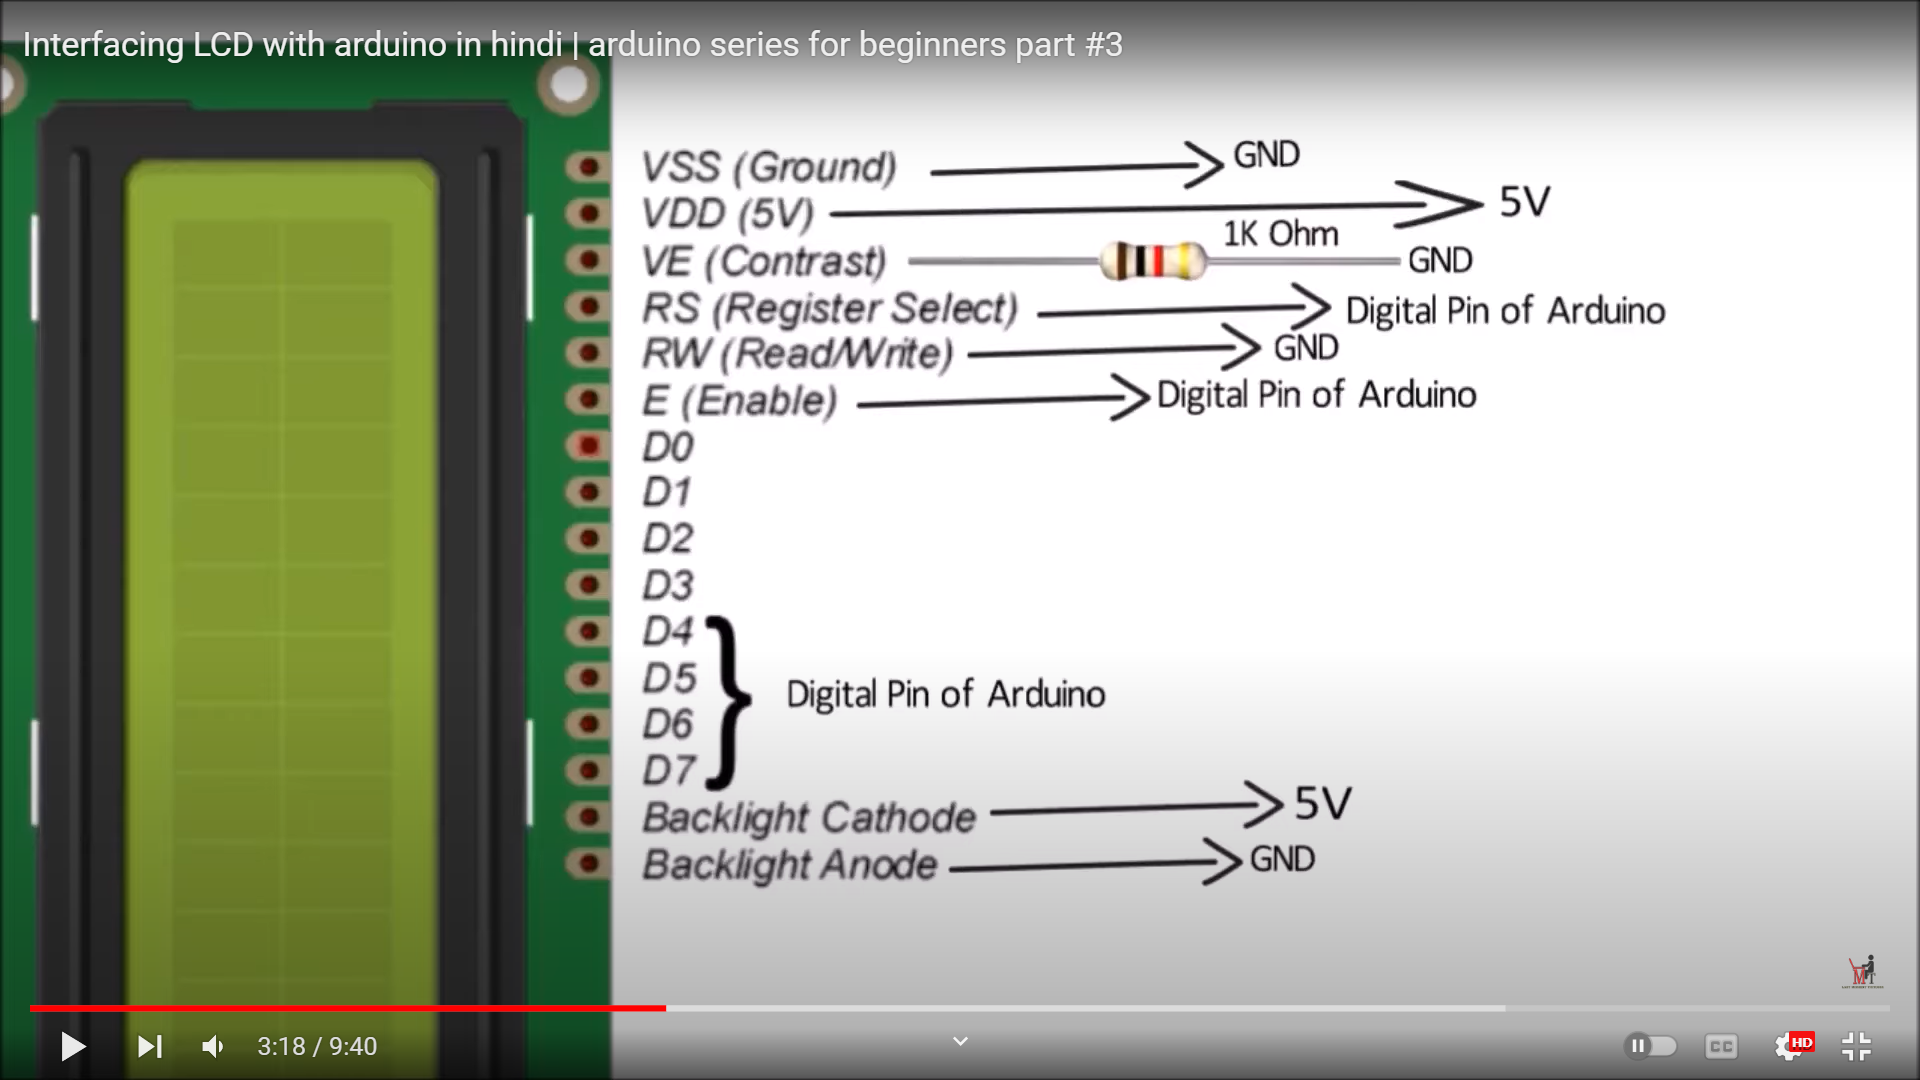 Interfacing LCD with arduino in hindi | arduino series for beginners part #3
VSS (Ground) GND
VDD (5V) 5V
1K Ohm
VE (Contrast) GND
RS (Register Select) Digital Pin of Arduino
RW (Read/Write) GND
E (Enable) Digital Pin of Arduino
D0
D1
D2
D3
D4
D5
D6
D7
Digital Pin of Arduino
Backlight Cathode 5V
Backlight Anode GND
3:18 / 9:40
CC
HD